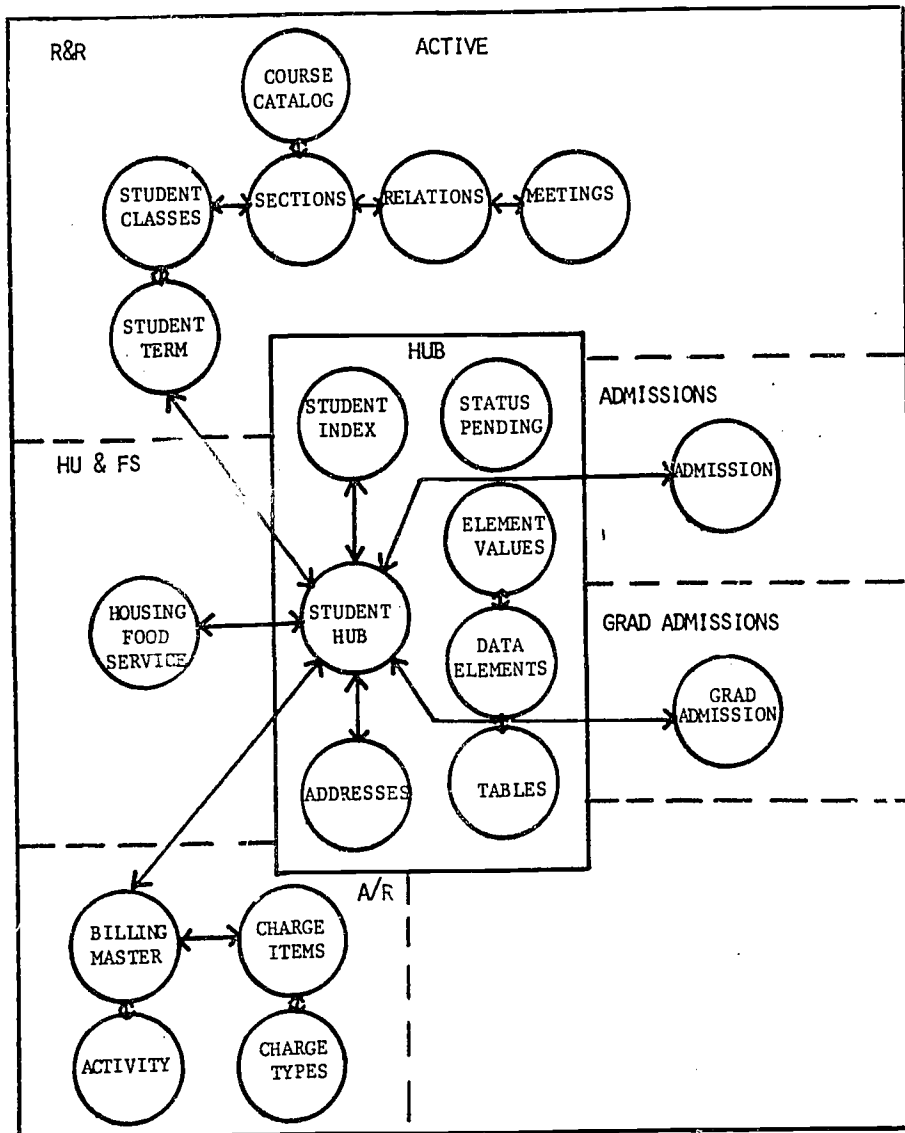 R&R
ACTIVE
COURSE
CATALOG
STUDENT
CLASSES
SECTIONS
RELATIONS
MEETINGS
STUDENT
TERM
HUB
STUDENT
INDEX
STATUS
PENDING
ADMISSIONS
ADMISSION
HU & FS
ELEMENT
VALUES
HOUSING
FOOD
SERVICE
STUDENT
HUB
DATA
ELEMENTS
GRAD ADMISSIONS
GRAD
ADMISSION
ADDRESSES
TABLES
A/R
BILLING
MASTER
CHARGE
ITEMS
ACTIVITY
CHARGE
TYPES